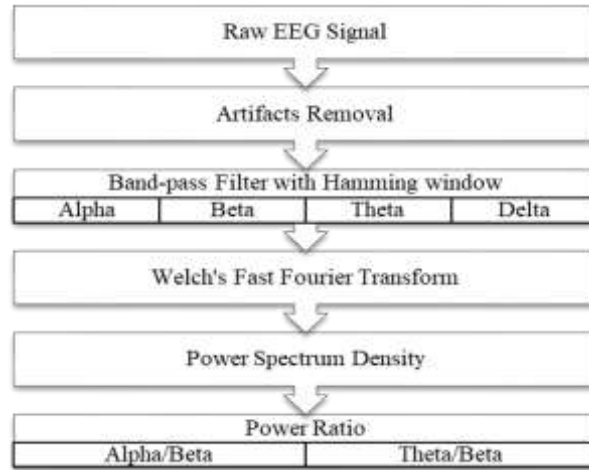 Raw EEG Signal
Artifacts Removal
Band-pass Filter with Hamming window
Alpha Beta Theta Delta
Welch's Fast Fourier Transform
Power Spectrum Density
Power Ratio
Alpha/Beta Theta/Beta